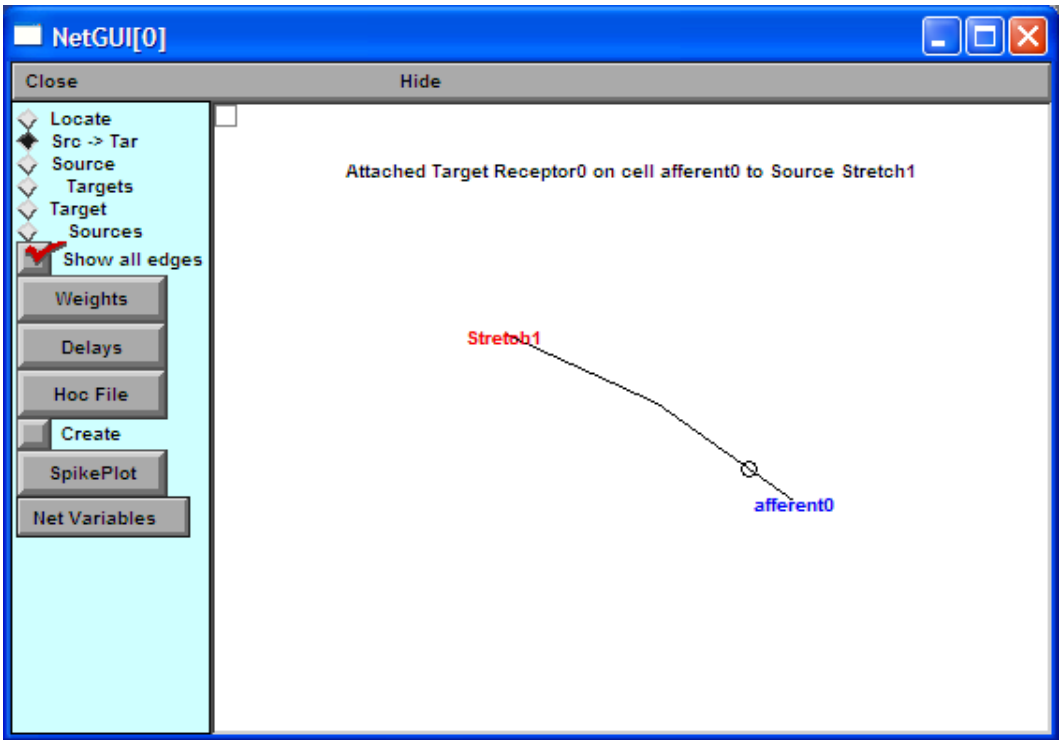 NetGUI[0]
Close Hide
Locate
Src -> Tar
Source
Targets
Target
Sources
Show all edges
Weights
Delays
Hoc File
Create
SpikePlot
Net Variables
Attached Target Receptor0 on cell afferent0 to Source Stretch1
Stretch1
afferent0